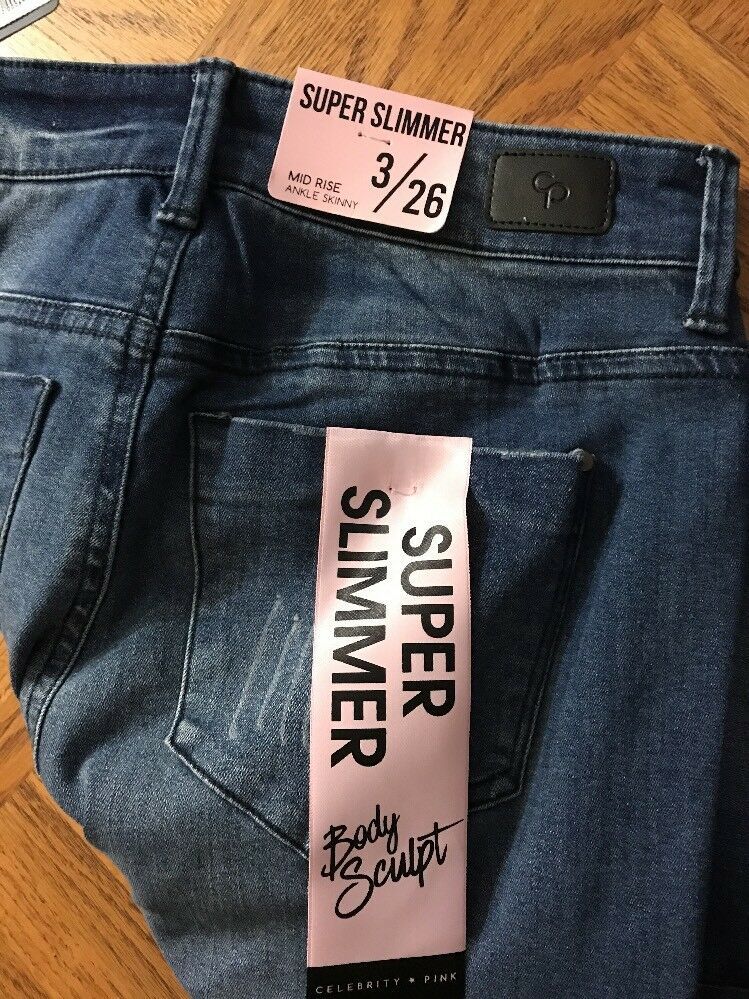 SUPER SLIMMER
MID RISE
ANKLE SKINNY
3/26
CP
SUPER
SLIMMER
Body
Sculpt
CELEBRITY ★ PINK